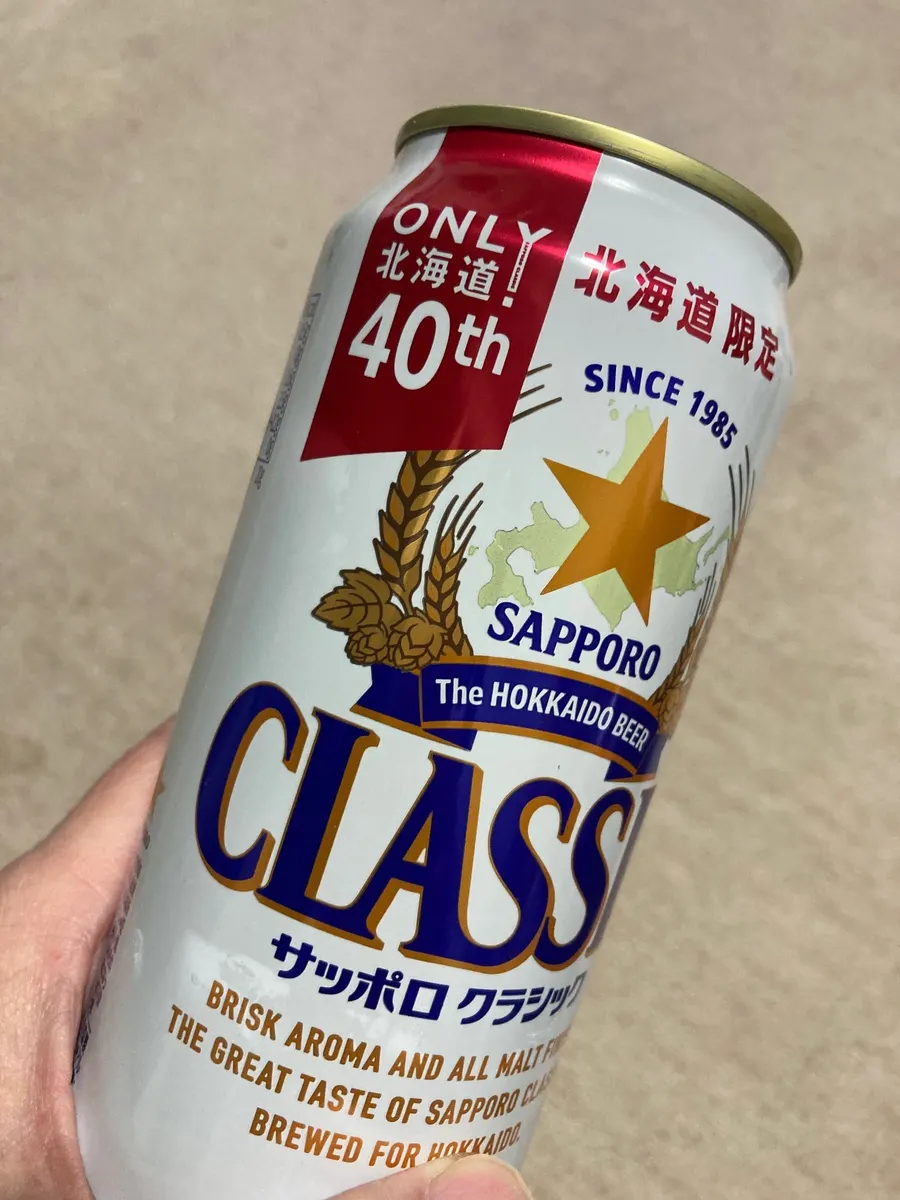 ONLY
北海道!
40th
北海道限定
SINCE 1985
SAPPORO
The HOKKAIDO BEER
CLASSI
サッポロ クラシック
BRISK AROMA AND ALL MALT
THE GREAT TASTE OF SAPPORO
BREWED FOR HOKKAIDO.